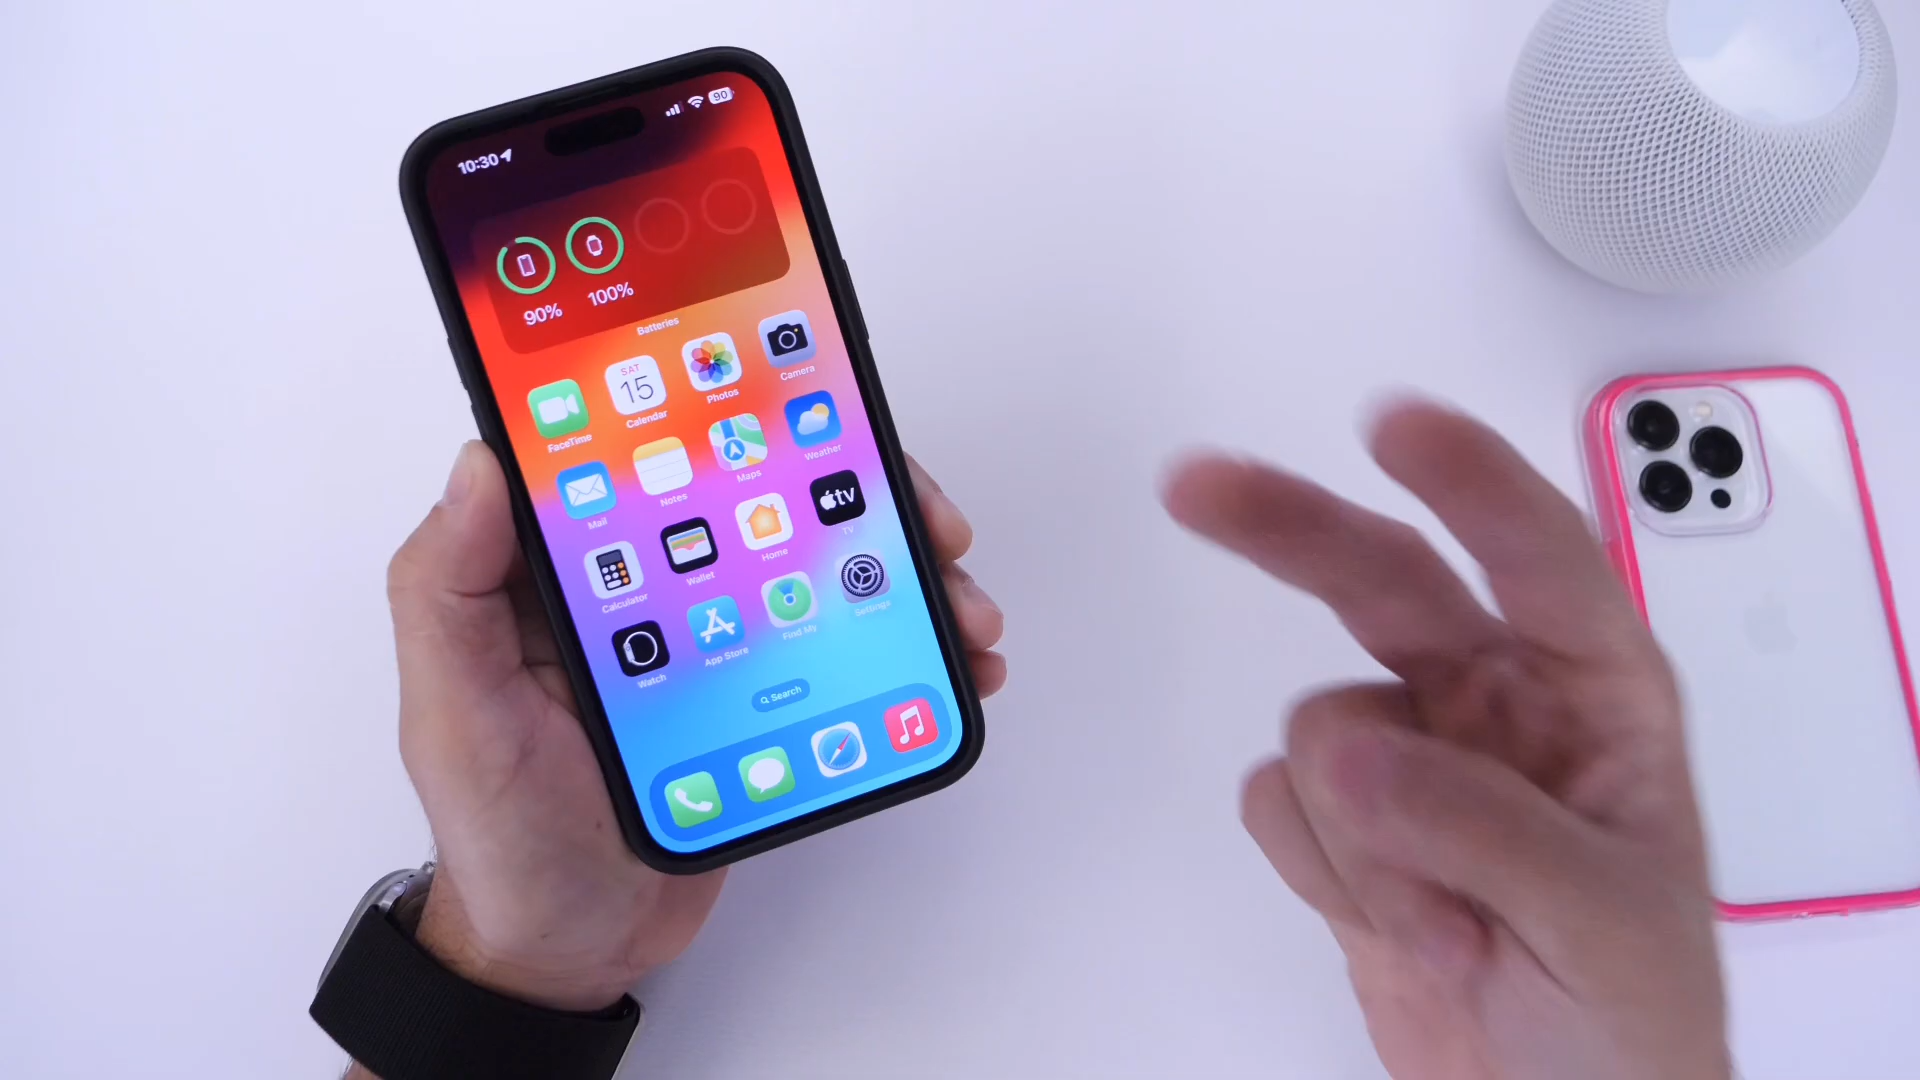 10:30
90
90%
100%
Batteries
FaceTime
SAT
15
Calendar
Photos
Camera
Mail
Notes
Maps
Weather
Calculator
Wallet
Home
tv
TV
Watch
App Store
Find My
Settings
Search